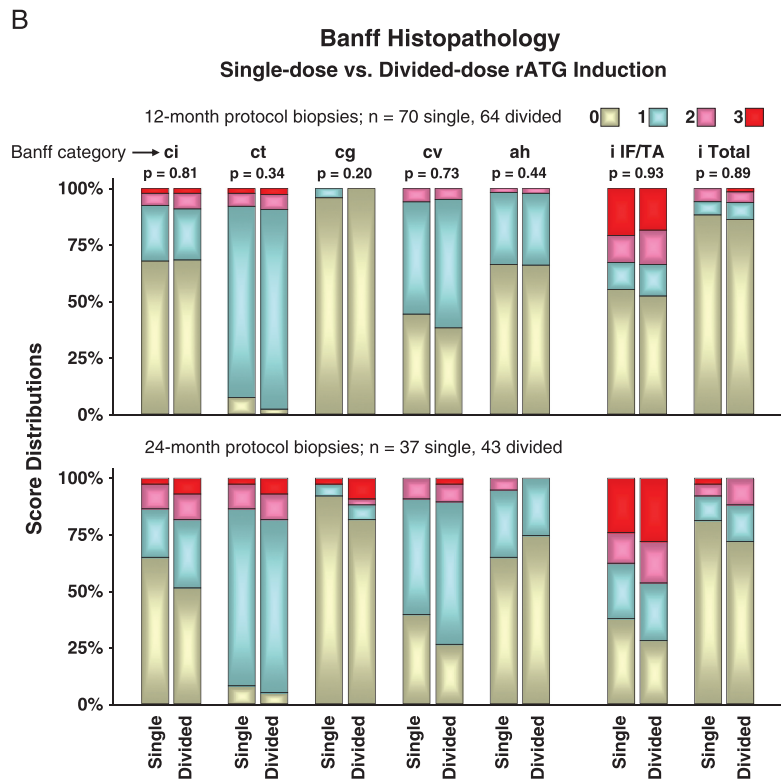 B
Banff Histopathology
Single-dose vs. Divided-dose rATG Induction
12-month protocol biopsies; n = 70 single, 64 divided
0 1 2 3
Banff category → ci ct cg cv ah i IF/TA i Total
p = 0.81 p = 0.34 p = 0.20 p = 0.73 p = 0.44 p = 0.93 p = 0.89
100%
75%
50%
25%
0%
Score Distributions
24-month protocol biopsies; n = 37 single, 43 divided
100%
75%
50%
25%
0%
Single Divided Single Divided Single Divided Single Divided Single Divided Single Divided Single Divided